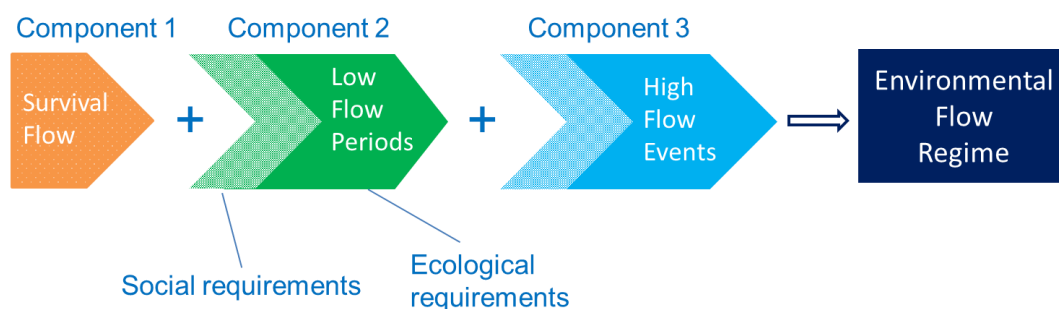 Component 1
Component 2
Component 3
Survival
Flow
+
Low
Flow
Periods
+
High
Flow
Events
Environmental
Flow
Regime
Social requirements
Ecological
requirements